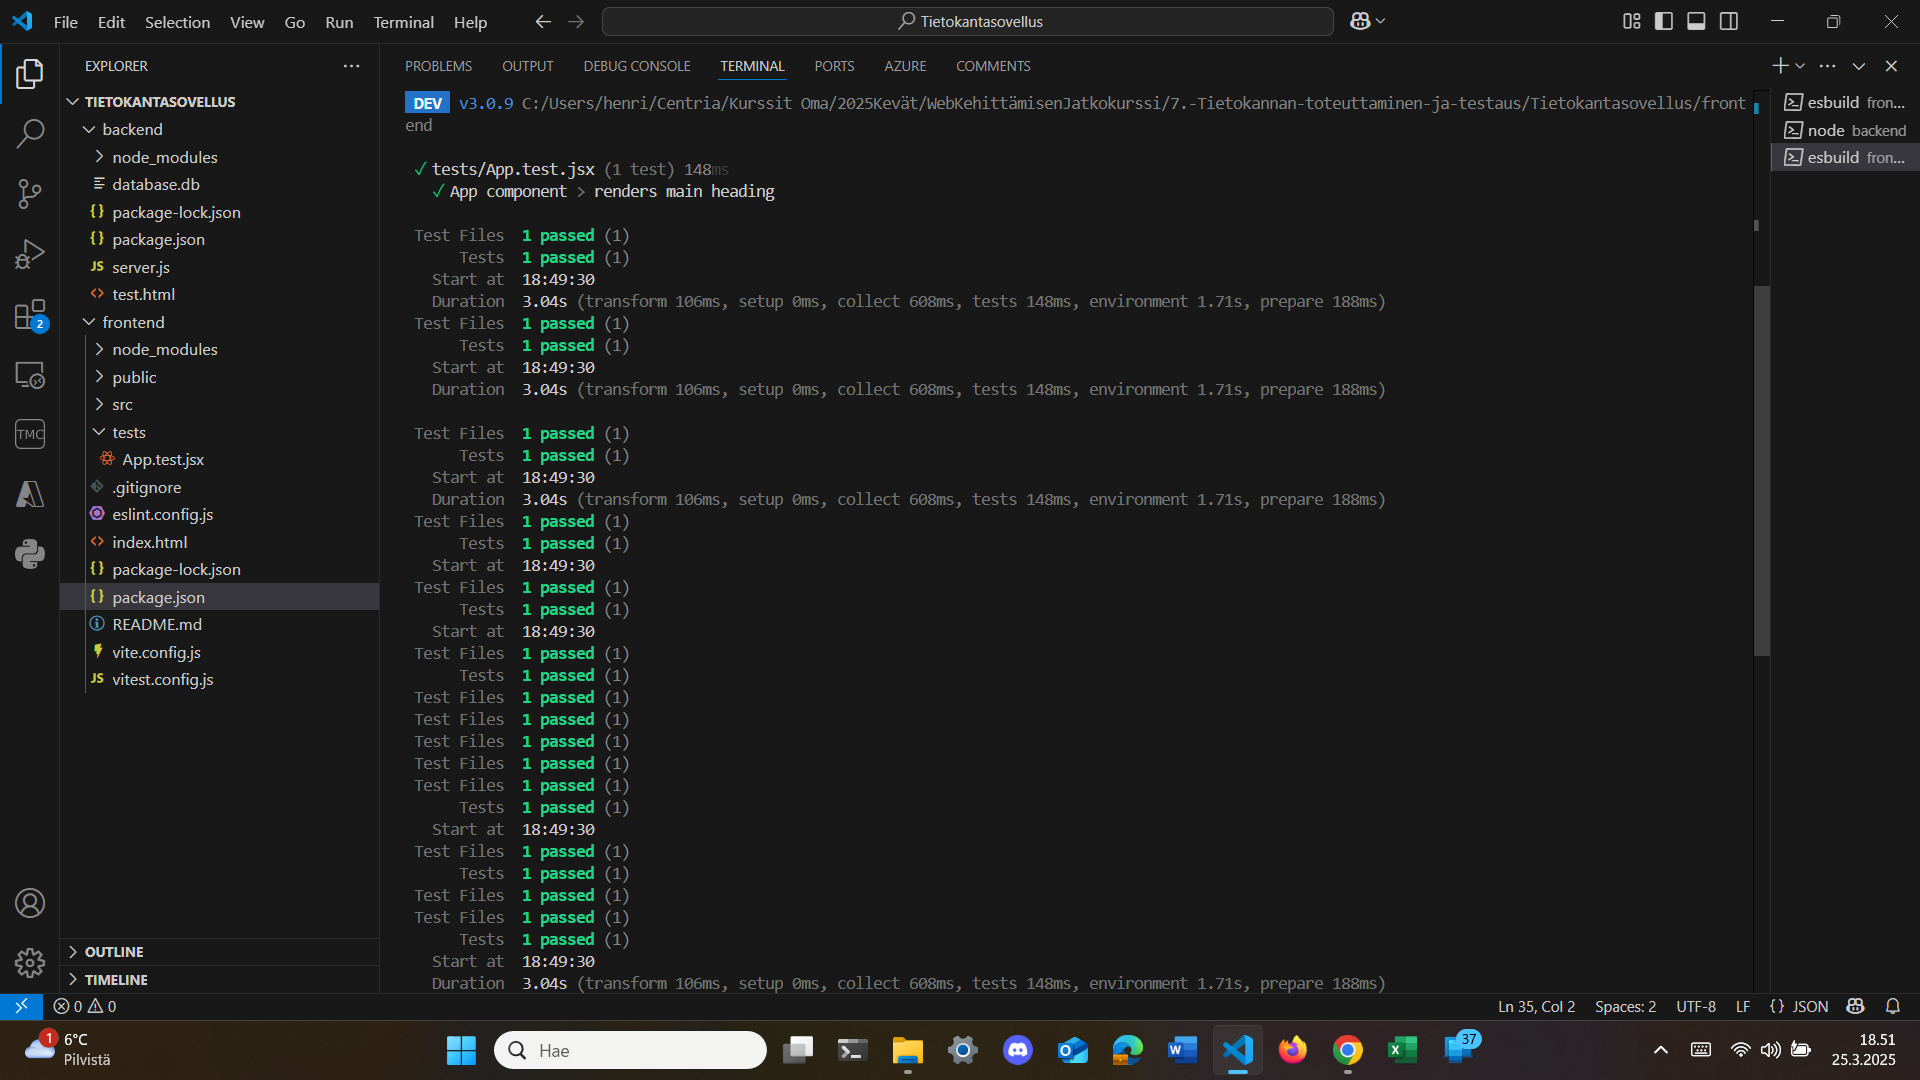 File Edit Selection View Go Run Terminal Help
Tietokantasovellus
EXPLORER
TIETOKANTASOVELLUS
backend
node_modules
database.db
package-lock.json
package.json
server.js
test.html
frontend
node_modules
public
src
tests
App.test.jsx
.gitignore
eslint.config.js
index.html
package-lock.json
package.json
README.md
vite.config.js
vitest.config.js
OUTLINE
TIMELINE
2
TMC
PROBLEMS OUTPUT DEBUG CONSOLE TERMINAL PORTS AZURE COMMENTS
DEV v3.0.9 C:/Users/henri/Centria/Kurssit Oma/2025Kevät/WebKehittämisenJatkokurssi/7.-Tietokannan-toteuttaminen-ja-testaus/Tietokantasovellus/front
end
✓ tests/App.test.jsx (1 test) 148ms
✓ App component > renders main heading
Test Files 1 passed (1)
Tests 1 passed (1)
Start at 18:49:30
Duration 3.04s (transform 106ms, setup 0ms, collect 608ms, tests 148ms, environment 1.71s, prepare 188ms)
Test Files 1 passed (1)
Tests 1 passed (1)
Start at 18:49:30
Duration 3.04s (transform 106ms, setup 0ms, collect 608ms, tests 148ms, environment 1.71s, prepare 188ms)
Test Files 1 passed (1)
Tests 1 passed (1)
Start at 18:49:30
Duration 3.04s (transform 106ms, setup 0ms, collect 608ms, tests 148ms, environment 1.71s, prepare 188ms)
Test Files 1 passed (1)
Tests 1 passed (1)
Start at 18:49:30
Test Files 1 passed (1)
Tests 1 passed (1)
Start at 18:49:30
Test Files 1 passed (1)
Tests 1 passed (1)
Test Files 1 passed (1)
Test Files 1 passed (1)
Test Files 1 passed (1)
Test Files 1 passed (1)
Test Files 1 passed (1)
Tests 1 passed (1)
Start at 18:49:30
Test Files 1 passed (1)
Tests 1 passed (1)
Test Files 1 passed (1)
Test Files 1 passed (1)
Tests 1 passed (1)
Start at 18:49:30
Duration 3.04s (transform 106ms, setup 0ms, collect 608ms, tests 148ms, environment 1.71s, prepare 188ms)
esbuild fron...
node backend
esbuild fron...
0 0
Ln 35, Col 2 Spaces: 2 UTF-8 LF {} JSON
1
6°C
Pilvistä
Hae
37
18.51
25.3.2025